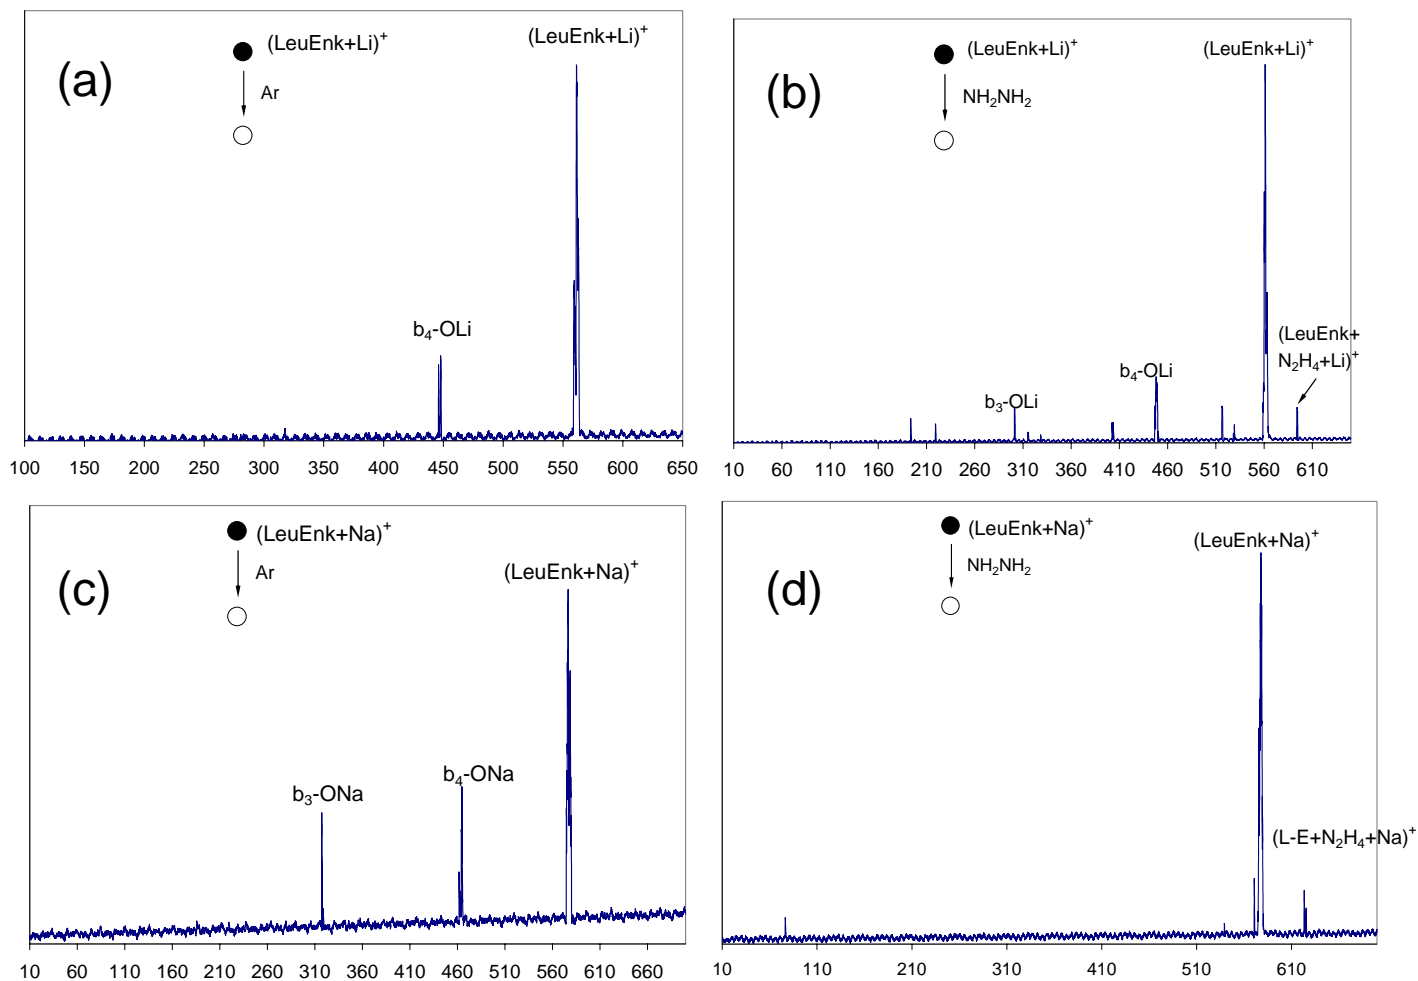 (a)
(LeuEnk+Li)+
Ar
(LeuEnk+Li)+
b4-OLi
100 150 200 250 300 350 400 450 500 550 600 650
(b)
(LeuEnk+Li)+
NH2NH2
(LeuEnk+Li)+
b3-OLi
b4-OLi
(LeuEnk+
N2H4+Li)+
10 60 110 160 210 260 310 360 410 460 510 560 610
(c)
(LeuEnk+Na)+
Ar
(LeuEnk+Na)+
b3-ONa
b4-ONa
10 60 110 160 210 260 310 360 410 460 510 560 610 660
(d)
(LeuEnk+Na)+
NH2NH2
(LeuEnk+Na)+
(L-E+N2H4+Na)+
10 110 210 310 410 510 610